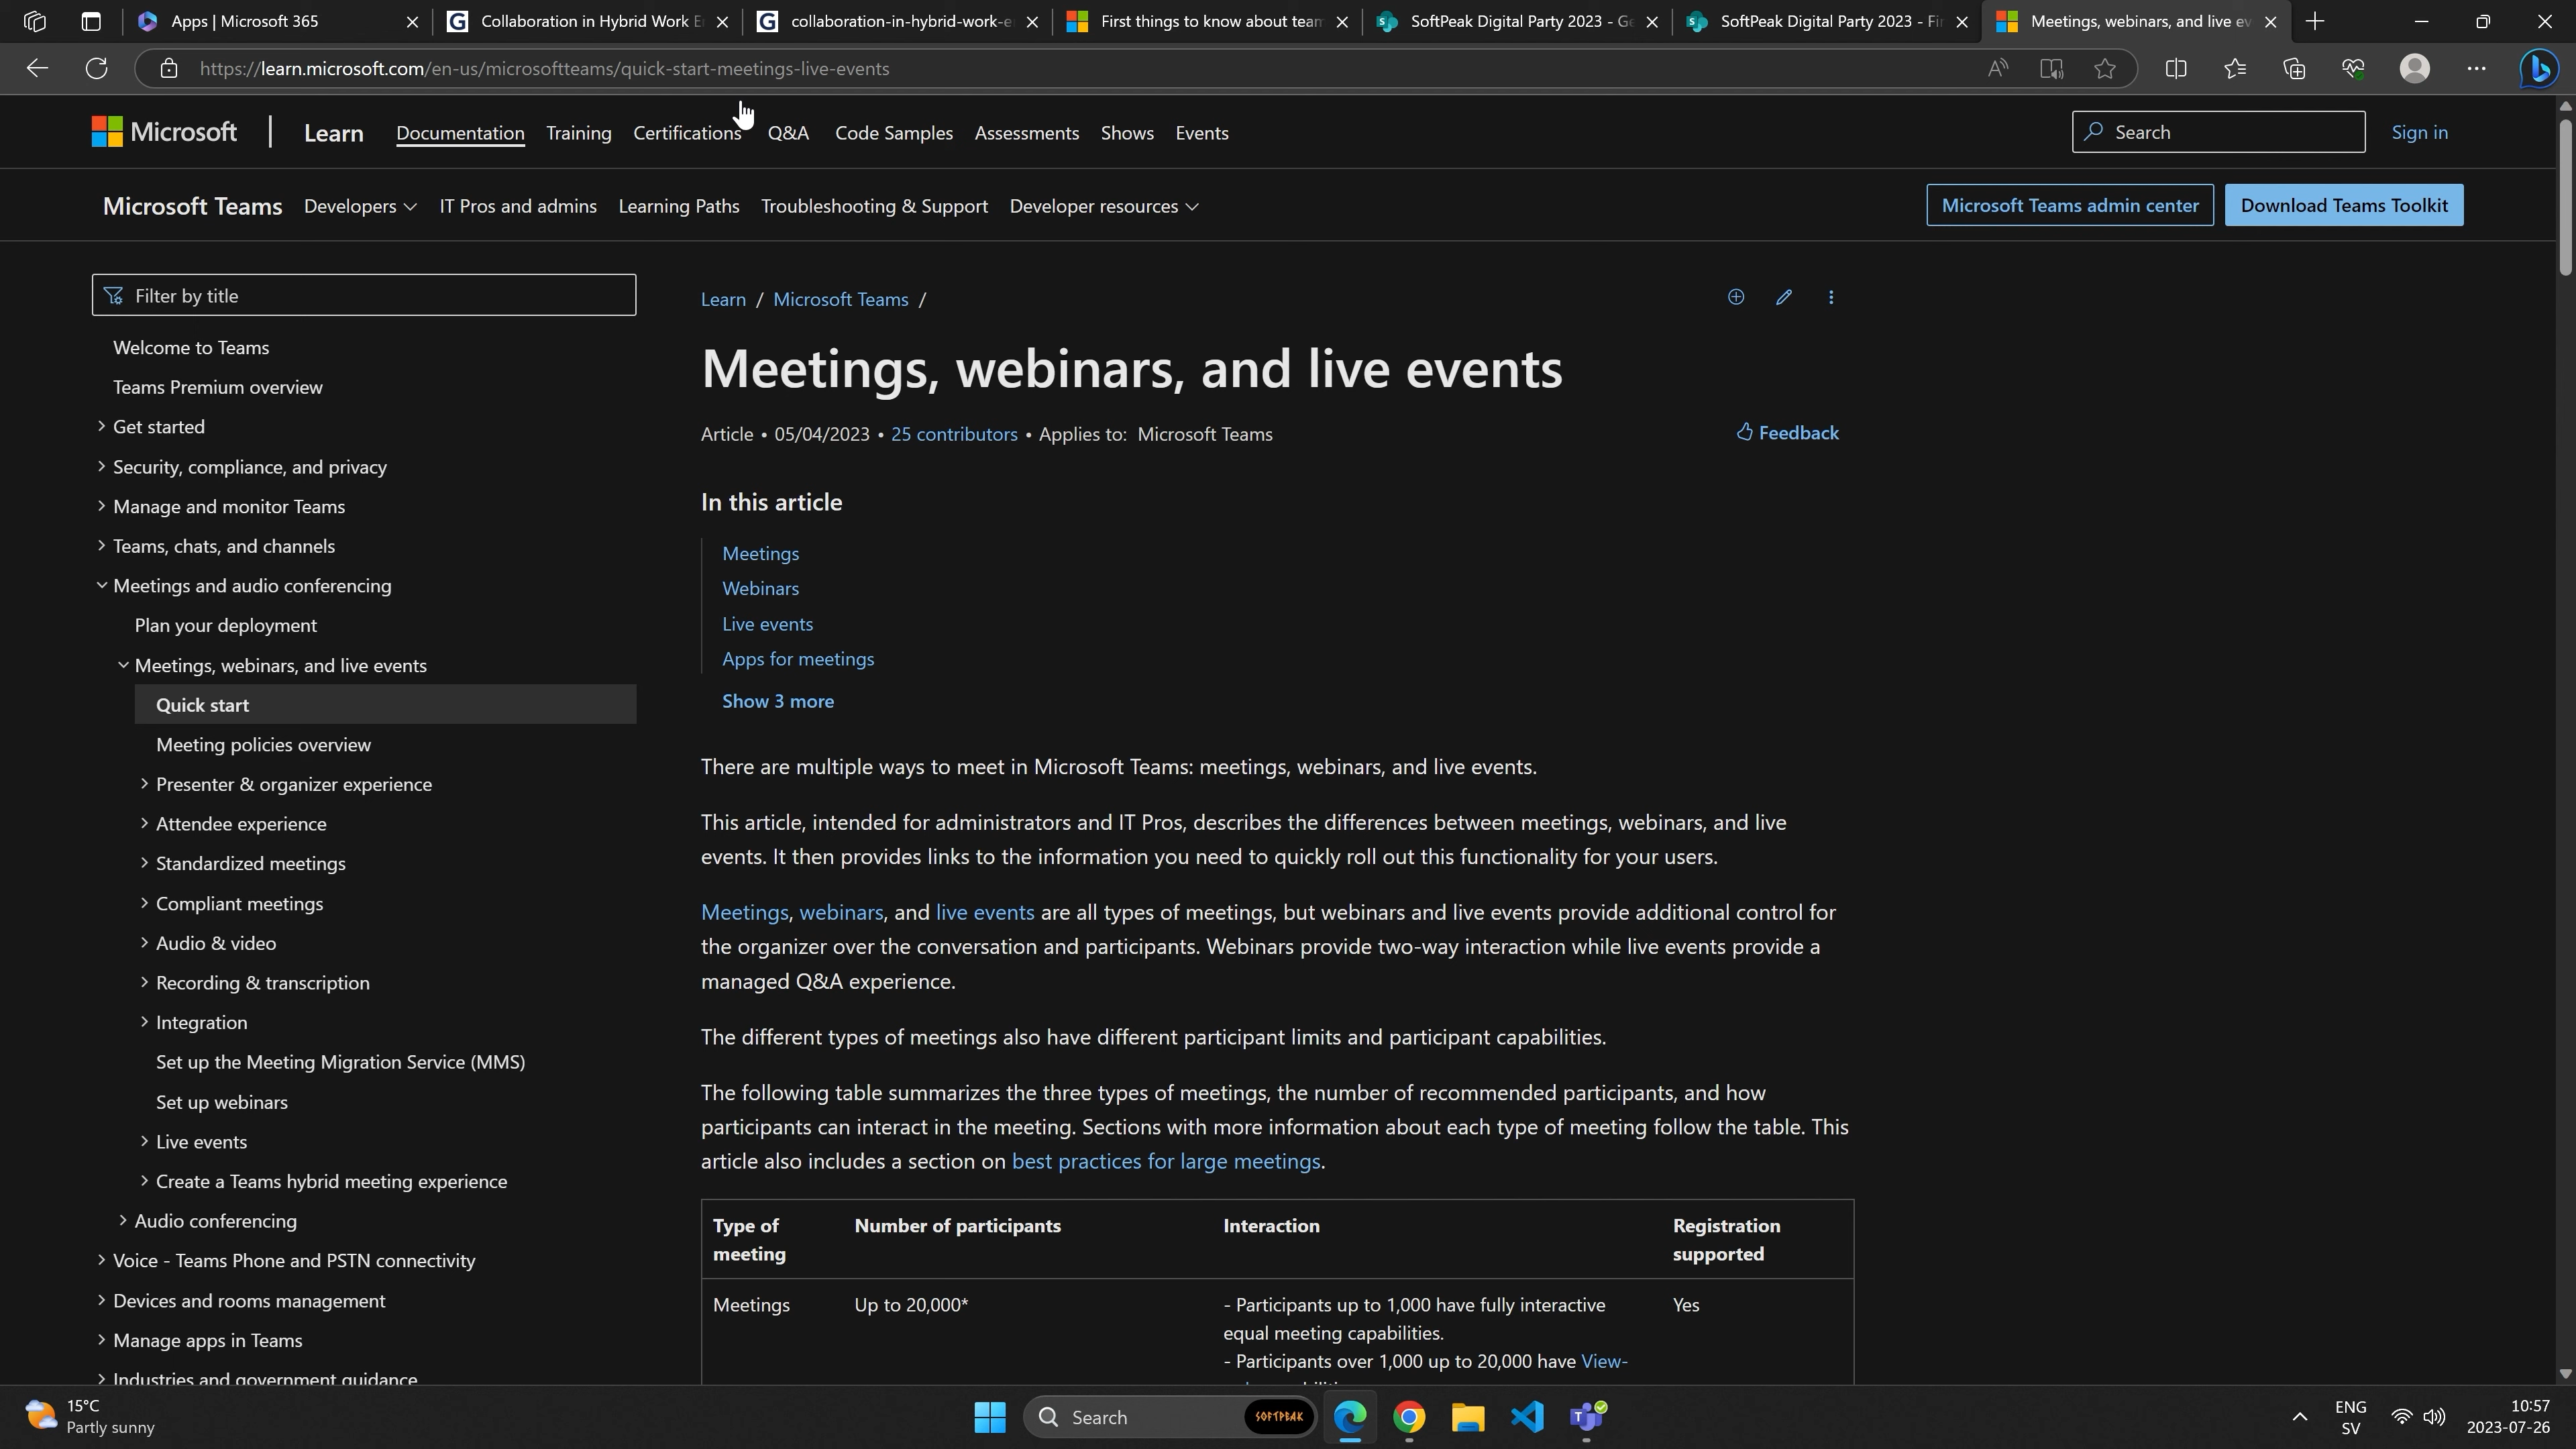 Apps | Microsoft 365
Collaboration in Hybrid Work E
collaboration-in-hybrid-work-e
First things to know about team
SoftPeak Digital Party 2023 - Ge
SoftPeak Digital Party 2023 - Fi
Meetings, webinars, and live ev
https://learn.microsoft.com/en-us/microsoftteams/quick-start-meetings-live-events
Microsoft
Learn
Documentation
Training
Certifications
Q&A
Code Samples
Assessments
Shows
Events
Search
Sign in
Microsoft Teams
Developers
IT Pros and admins
Learning Paths
Troubleshooting & Support
Developer resources
Microsoft Teams admin center
Download Teams Toolkit
Filter by title
Welcome to Teams
Teams Premium overview
Get started
Security, compliance, and privacy
Manage and monitor Teams
Teams, chats, and channels
Meetings and audio conferencing
Plan your deployment
Meetings, webinars, and live events
Quick start
Meeting policies overview
Presenter & organizer experience
Attendee experience
Standardized meetings
Compliant meetings
Audio & video
Recording & transcription
Integration
Set up the Meeting Migration Service (MMS)
Set up webinars
Live events
Create a Teams hybrid meeting experience
Audio conferencing
Voice - Teams Phone and PSTN connectivity
Devices and rooms management
Manage apps in Teams
Industries and government guidance
Learn / Microsoft Teams /
Meetings, webinars, and live events
Article • 05/04/2023 • 25 contributors • Applies to: Microsoft Teams
Feedback
In this article
Meetings
Webinars
Live events
Apps for meetings
Show 3 more
There are multiple ways to meet in Microsoft Teams: meetings, webinars, and live events.
This article, intended for administrators and IT Pros, describes the differences between meetings, webinars, and live
events. It then provides links to the information you need to quickly roll out this functionality for your users.
Meetings, webinars, and live events are all types of meetings, but webinars and live events provide additional control for
the organizer over the conversation and participants. Webinars provide two-way interaction while live events provide a
managed Q&A experience.
The different types of meetings also have different participant limits and participant capabilities.
The following table summarizes the three types of meetings, the number of recommended participants, and how
participants can interact in the meeting. Sections with more information about each type of meeting follow the table. This
article also includes a section on best practices for large meetings.
Type of
meeting
Number of participants
Interaction
Registration
supported
Meetings
Up to 20,000*
- Participants up to 1,000 have fully interactive
equal meeting capabilities.
- Participants over 1,000 up to 20,000 have View-
Yes
15°C
Partly sunny
Search
SOFTPEAK
ENG
SV
10:57
2023-07-26